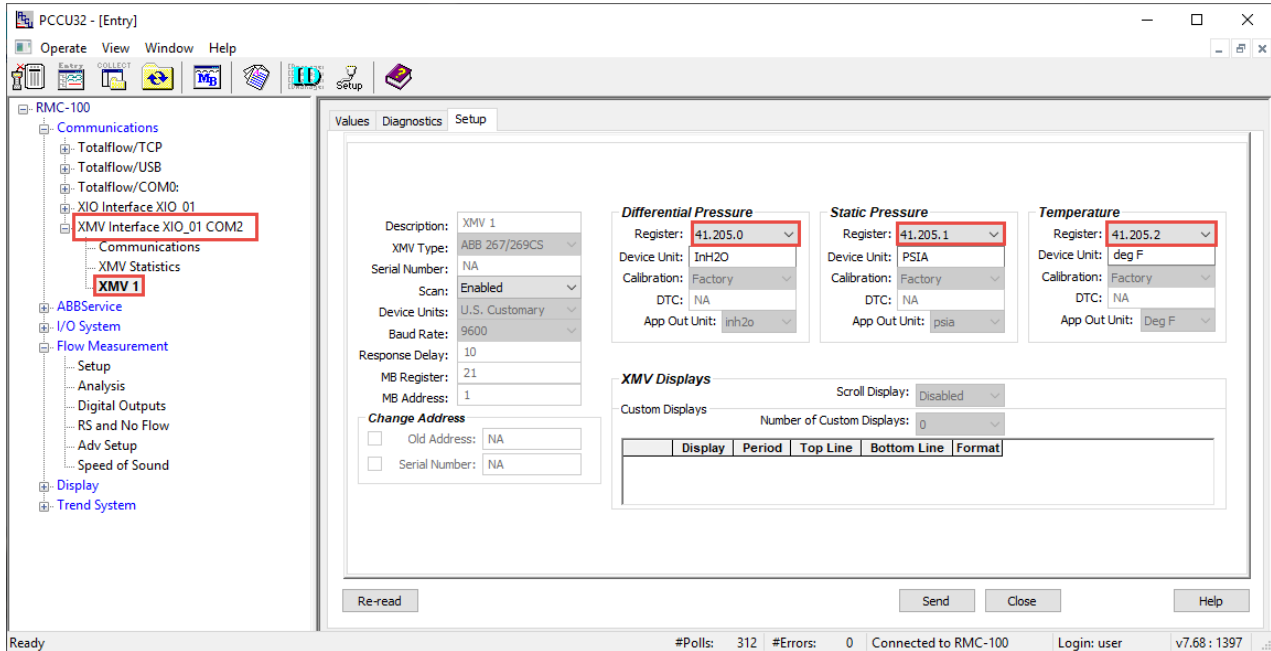 PCCU32 - [Entry]
Operate View Window Help
Entry COLLECT MB Setup
RMC-100
Communications
Totalflow/TCP
Totalflow/USB
Totalflow/COM0:
XIO Interface XIO_01
XMV Interface XIO_01 COM2
Communications
XMV Statistics
XMV 1
ABBService
I/O System
Flow Measurement
Setup
Analysis
Digital Outputs
RS and No Flow
Adv Setup
Speed of Sound
Display
Trend System
Values Diagnostics Setup
Description: XMV 1
XMV Type: ABB 267/269CS
Serial Number: NA
Scan: Enabled
Device Units: U.S. Customary
Baud Rate: 9600
Response Delay: 10
MB Register: 21
MB Address: 1
Change Address
Old Address: NA
Serial Number: NA
Differential Pressure
Register: 41.205.0
Device Unit: InH2O
Calibration: Factory
DTC: NA
App Out Unit: inh2o
Static Pressure
Register: 41.205.1
Device Unit: PSIA
Calibration: Factory
DTC: NA
App Out Unit: psia
Temperature
Register: 41.205.2
Device Unit: deg F
Calibration: Factory
DTC: NA
App Out Unit: Deg F
XMV Displays
Scroll Display: Disabled
Custom Displays
Number of Custom Displays: 0
Display Period Top Line Bottom Line Format
Re-read Send Close Help
Ready #Polls: 312 #Errors: 0 Connected to RMC-100 Login: user v7.68 : 1397